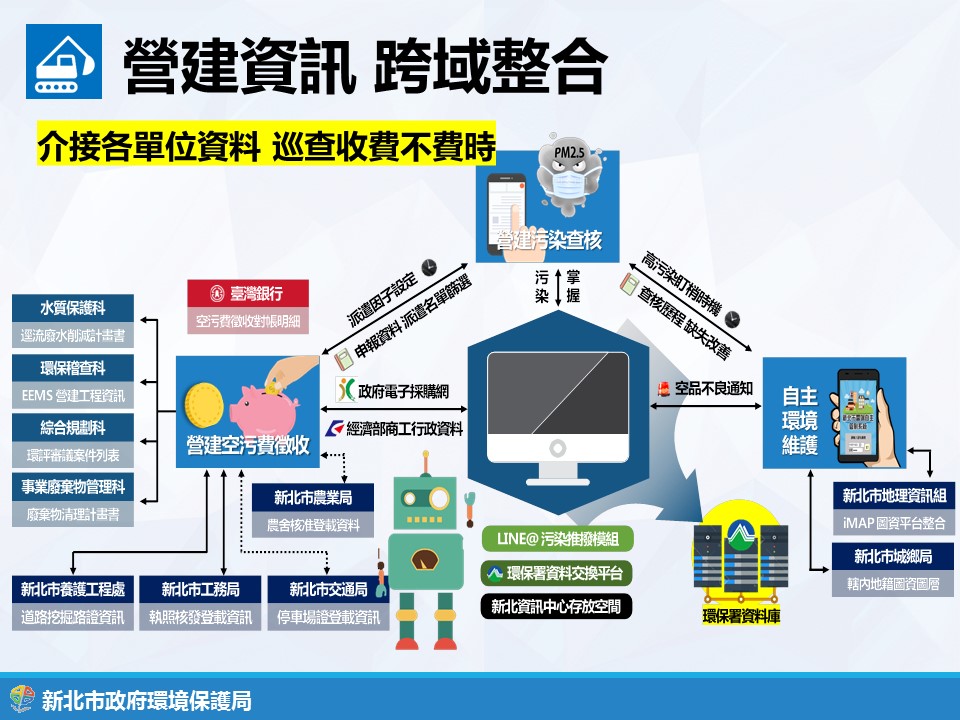 營建資訊 跨域整合
介接各單位資料 巡查收費不費時
PM2.5
營建污染查核
污染
掌握
派遣因子設定
申報資料 派遣名單篩選
高污染盯梢時機
查核歷程 缺失改善
臺灣銀行
空污費徵收對帳明細
水質保護科
逕流廢水削減計畫書
環保稽查科
EEMS 營建工程資訊
綜合規劃科
環評審議案件列表
事業廢棄物管理科
廢棄物清理計畫書
營建空污費徵收
政府電子採購網
經濟部商工行政資料
空品不良通知
自主
環境
維護
新北市農業局
農舍核准登載資料
新北市養護工程處
道路挖掘路證資訊
新北市工務局
執照核發登載資訊
新北市交通局
停車場證登載資訊
LINE@ 污染推撥模組
環保署資料交換平台
新北資訊中心存放空間
環保署資料庫
新北市地理資訊組
iMAP 圖資平台整合
新北市城鄉局
轄內地籍圖資圖層
新北市政府環境保護局